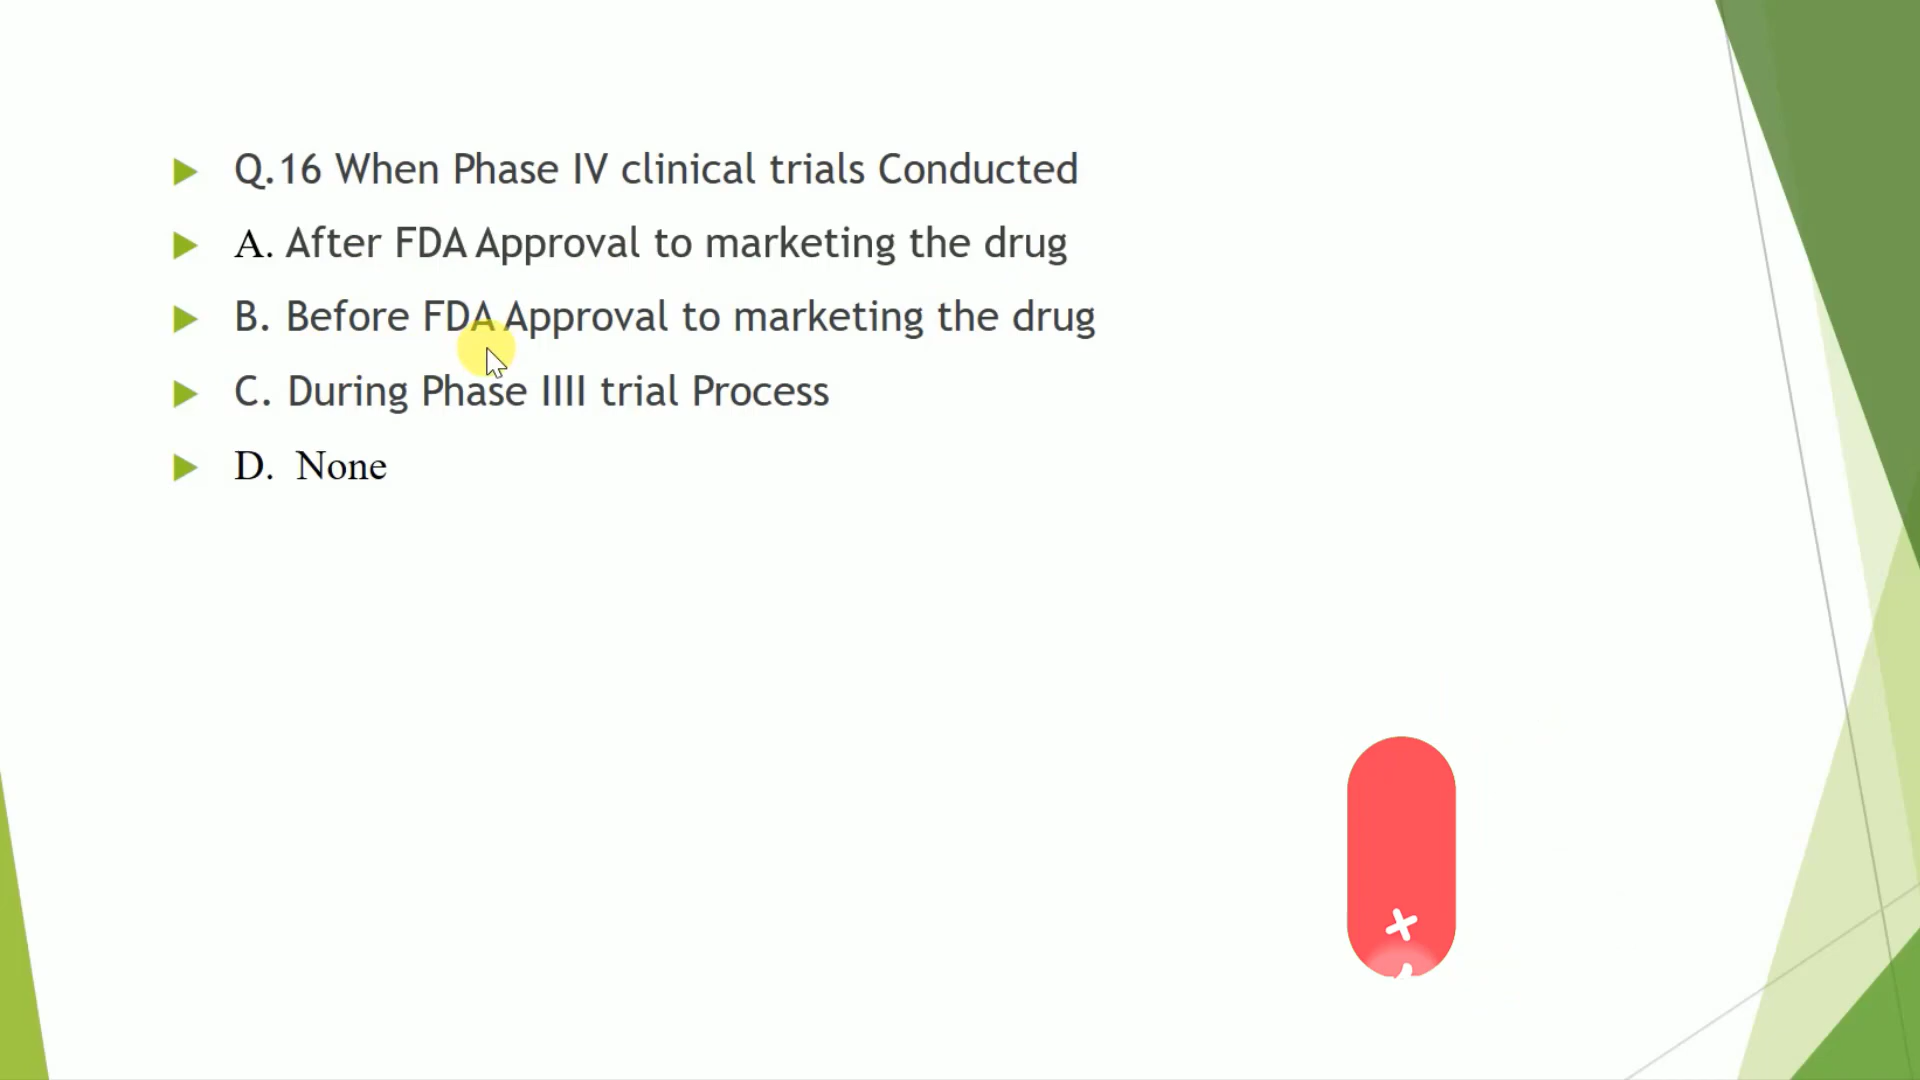 Q.16 When Phase IV clinical trials Conducted
A. After FDA Approval to marketing the drug
B. Before FDA Approval to marketing the drug
C. During Phase IIII trial Process
D. None